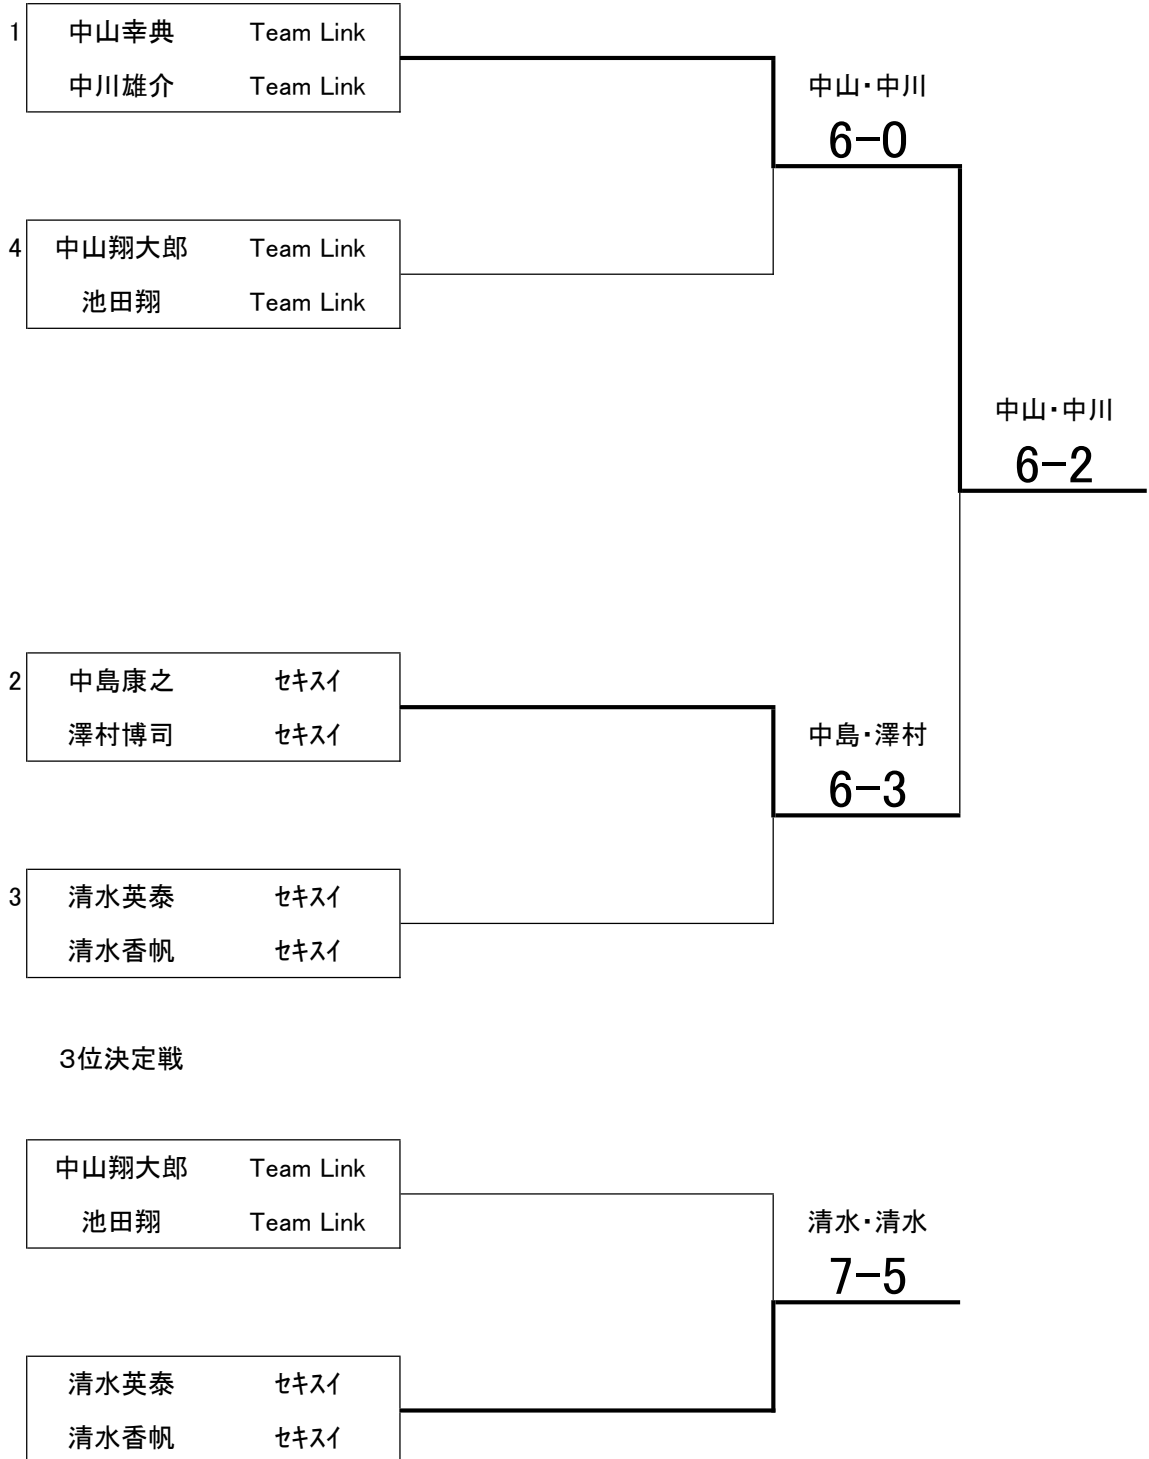 1 中山幸典 Team Link
中川雄介 Team Link
中山・中川
6-0
4 中山翔大郎 Team Link
池田翔 Team Link
中山・中川
6-2
2 中島康之 ｾｷｽｲ
澤村博司 ｾｷｽｲ
中島・澤村
6-3
3 清水英泰 ｾｷｽｲ
清水香帆 ｾｷｽｲ
３位決定戦
中山翔大郎 Team Link
池田翔 Team Link
清水・清水
7-5
清水英泰 ｾｷｽｲ
清水香帆 ｾｷｽｲ